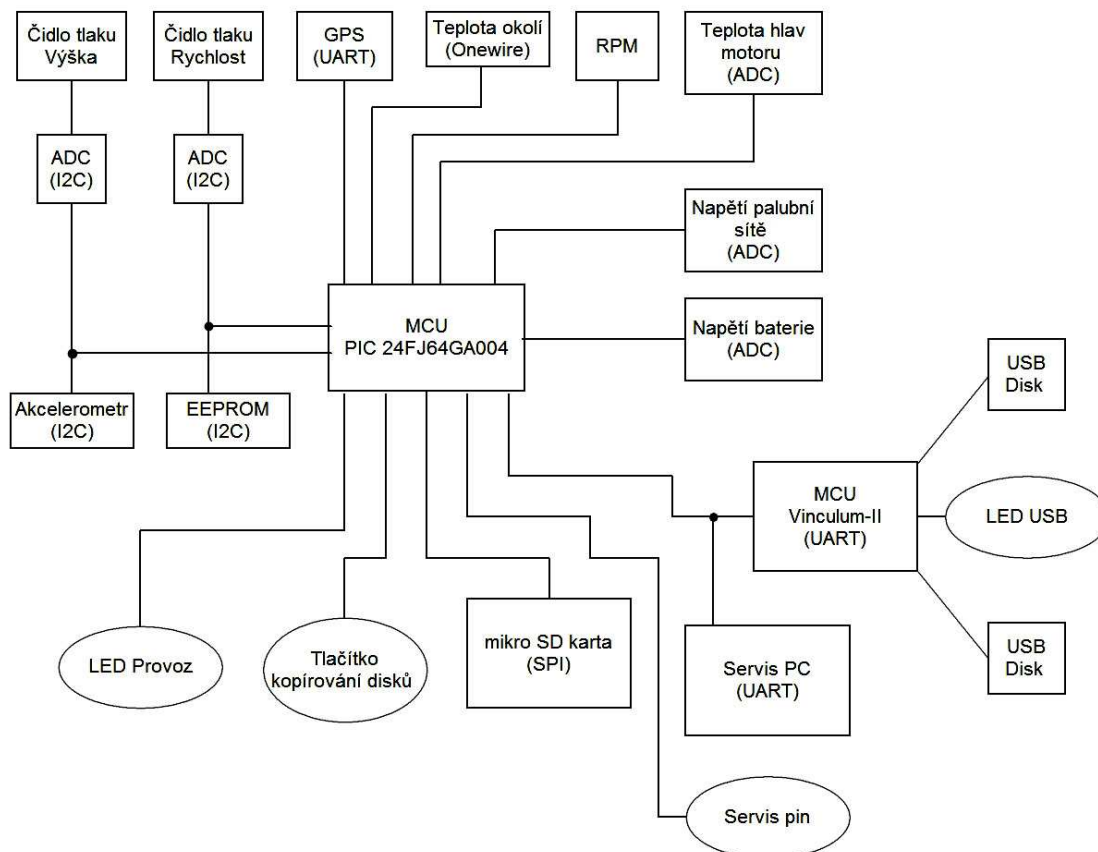 Čidlo tlaku
Výška
Čidlo tlaku
Rychlost
GPS
(UART)
Teplota okolí
(Onewire)
RPM
Teplota hlav
motoru
(ADC)
ADC
(I2C)
ADC
(I2C)
Napětí palubní
sítě
(ADC)
MCU
PIC 24FJ64GA004
Napětí baterie
(ADC)
USB
Disk
Akcelerometr
(I2C)
EEPROM
(I2C)
MCU
Vinculum-II
(UART)
LED USB
LED Provoz
Tlačítko
kopírování disků
mikro SD karta
(SPI)
Servis PC
(UART)
USB
Disk
Servis pin